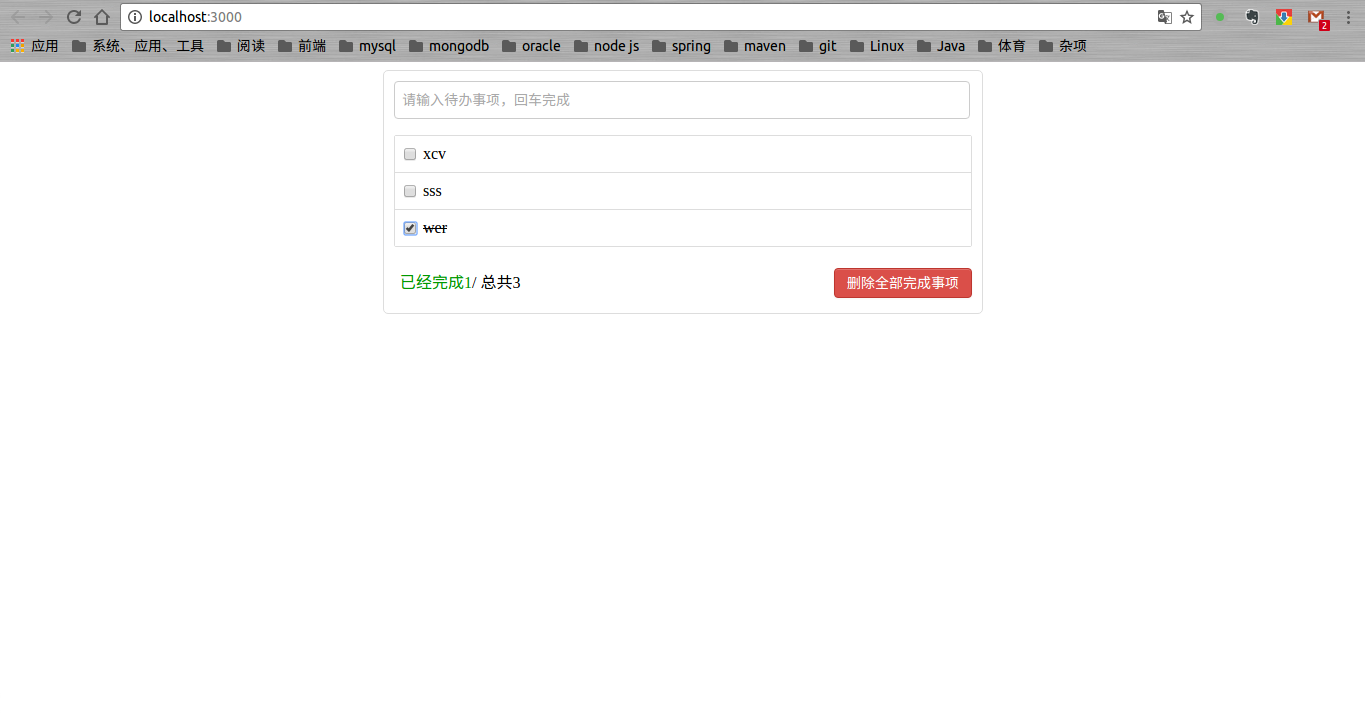 localhost:3000
2
应用 系统、应用、工具 阅读 前端 mysql mongodb oracle node js spring maven git Linux Java 体育 杂项
请输入待办事项，回车完成
xcv
sss
wer
已经完成1/ 总共3 删除全部完成事项